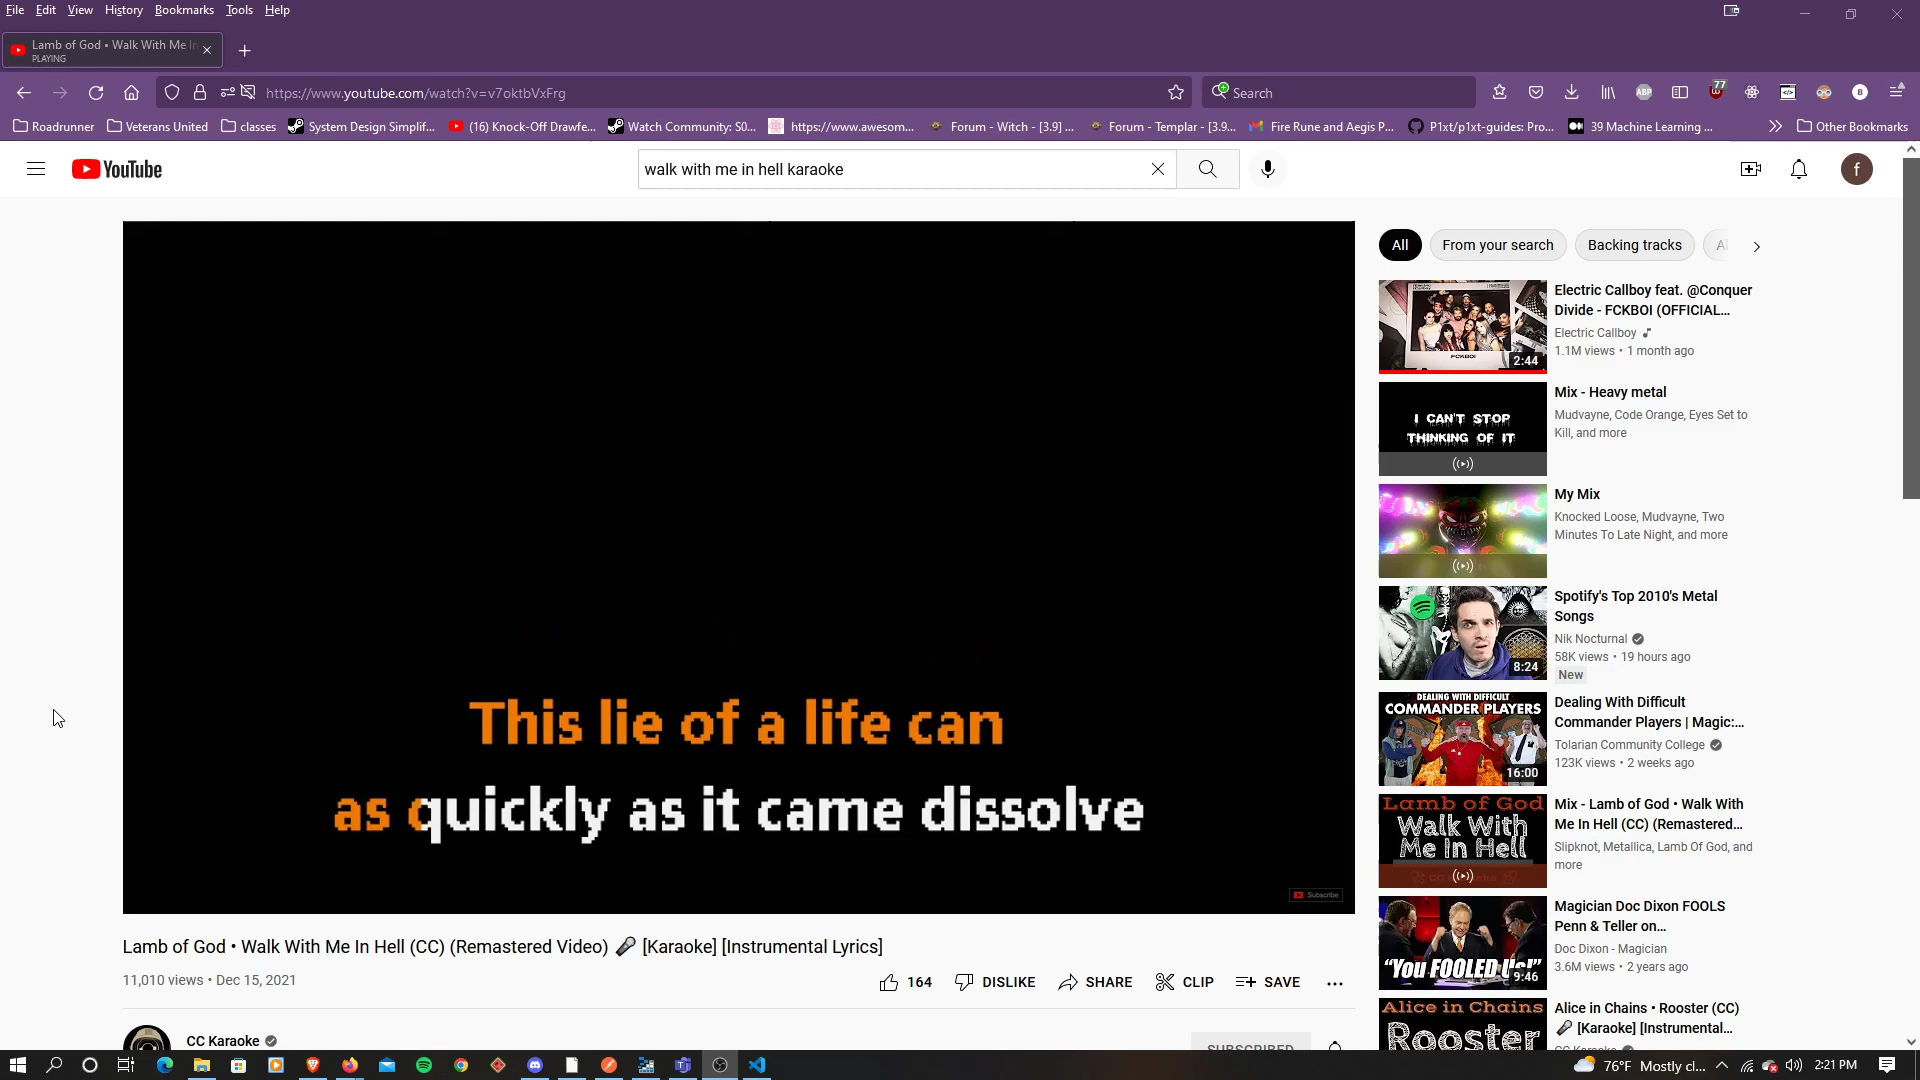 File Edit View History Bookmarks Tools Help
Lamb of God • Walk With Me In
PLAYING
https://www.youtube.com/watch?v=v7oktbVxFrg
Search
ABP
77
B
Roadrunner
Veterans United
classes
System Design Simplif...
(16) Knock-Off Drawfe...
Watch Community: S0...
https://www.awesom...
Forum - Witch - [3.9] ...
Forum - Templar - [3.9...
Fire Rune and Aegis P...
P1xt/p1xt-guides: Pro...
39 Machine Learning ...
Other Bookmarks
YouTube
walk with me in hell karaoke
f
This lie of a life can
as quickly as it came dissolve
Subscribe
Lamb of God • Walk With Me In Hell (CC) (Remastered Video) 🎤 [Karaoke] [Instrumental Lyrics]
11,010 views • Dec 15, 2021
164
DISLIKE
SHARE
CLIP
SAVE
CC Karaoke
SUBSCRIBED
All
From your search
Backing tracks
Electric Callboy feat. @Conquer
Divide - FCKBOI (OFFICIAL...
Electric Callboy
1.1M views • 1 month ago
FCKBOI
2:44
Mix - Heavy metal
Mudvayne, Code Orange, Eyes Set to
Kill, and more
I CAN'T STOP
THINKING OF IT
My Mix
Knocked Loose, Mudvayne, Two
Minutes To Late Night, and more
Spotify's Top 2010's Metal
Songs
Nik Nocturnal
58K views • 19 hours ago
New
8:24
DEALING WITH DIFFICULT
COMMANDER PLAYERS
16:00
Dealing With Difficult
Commander Players | Magic:...
Tolarian Community College
123K views • 2 weeks ago
Lamb of God
Walk With
Me In Hell
Mix - Lamb of God • Walk With
Me In Hell (CC) (Remastered...
Slipknot, Metallica, Lamb Of God, and
more
Magician Doc Dixon FOOLS
Penn & Teller on...
Doc Dixon - Magician
3.6M views • 2 years ago
"You FOOLED Us!"
9:46
Alice in Chains
Rooster
Alice in Chains • Rooster (CC)
🎤 [Karaoke] [Instrumental...
CC Karaoke
76°F Mostly cl...
2:21 PM